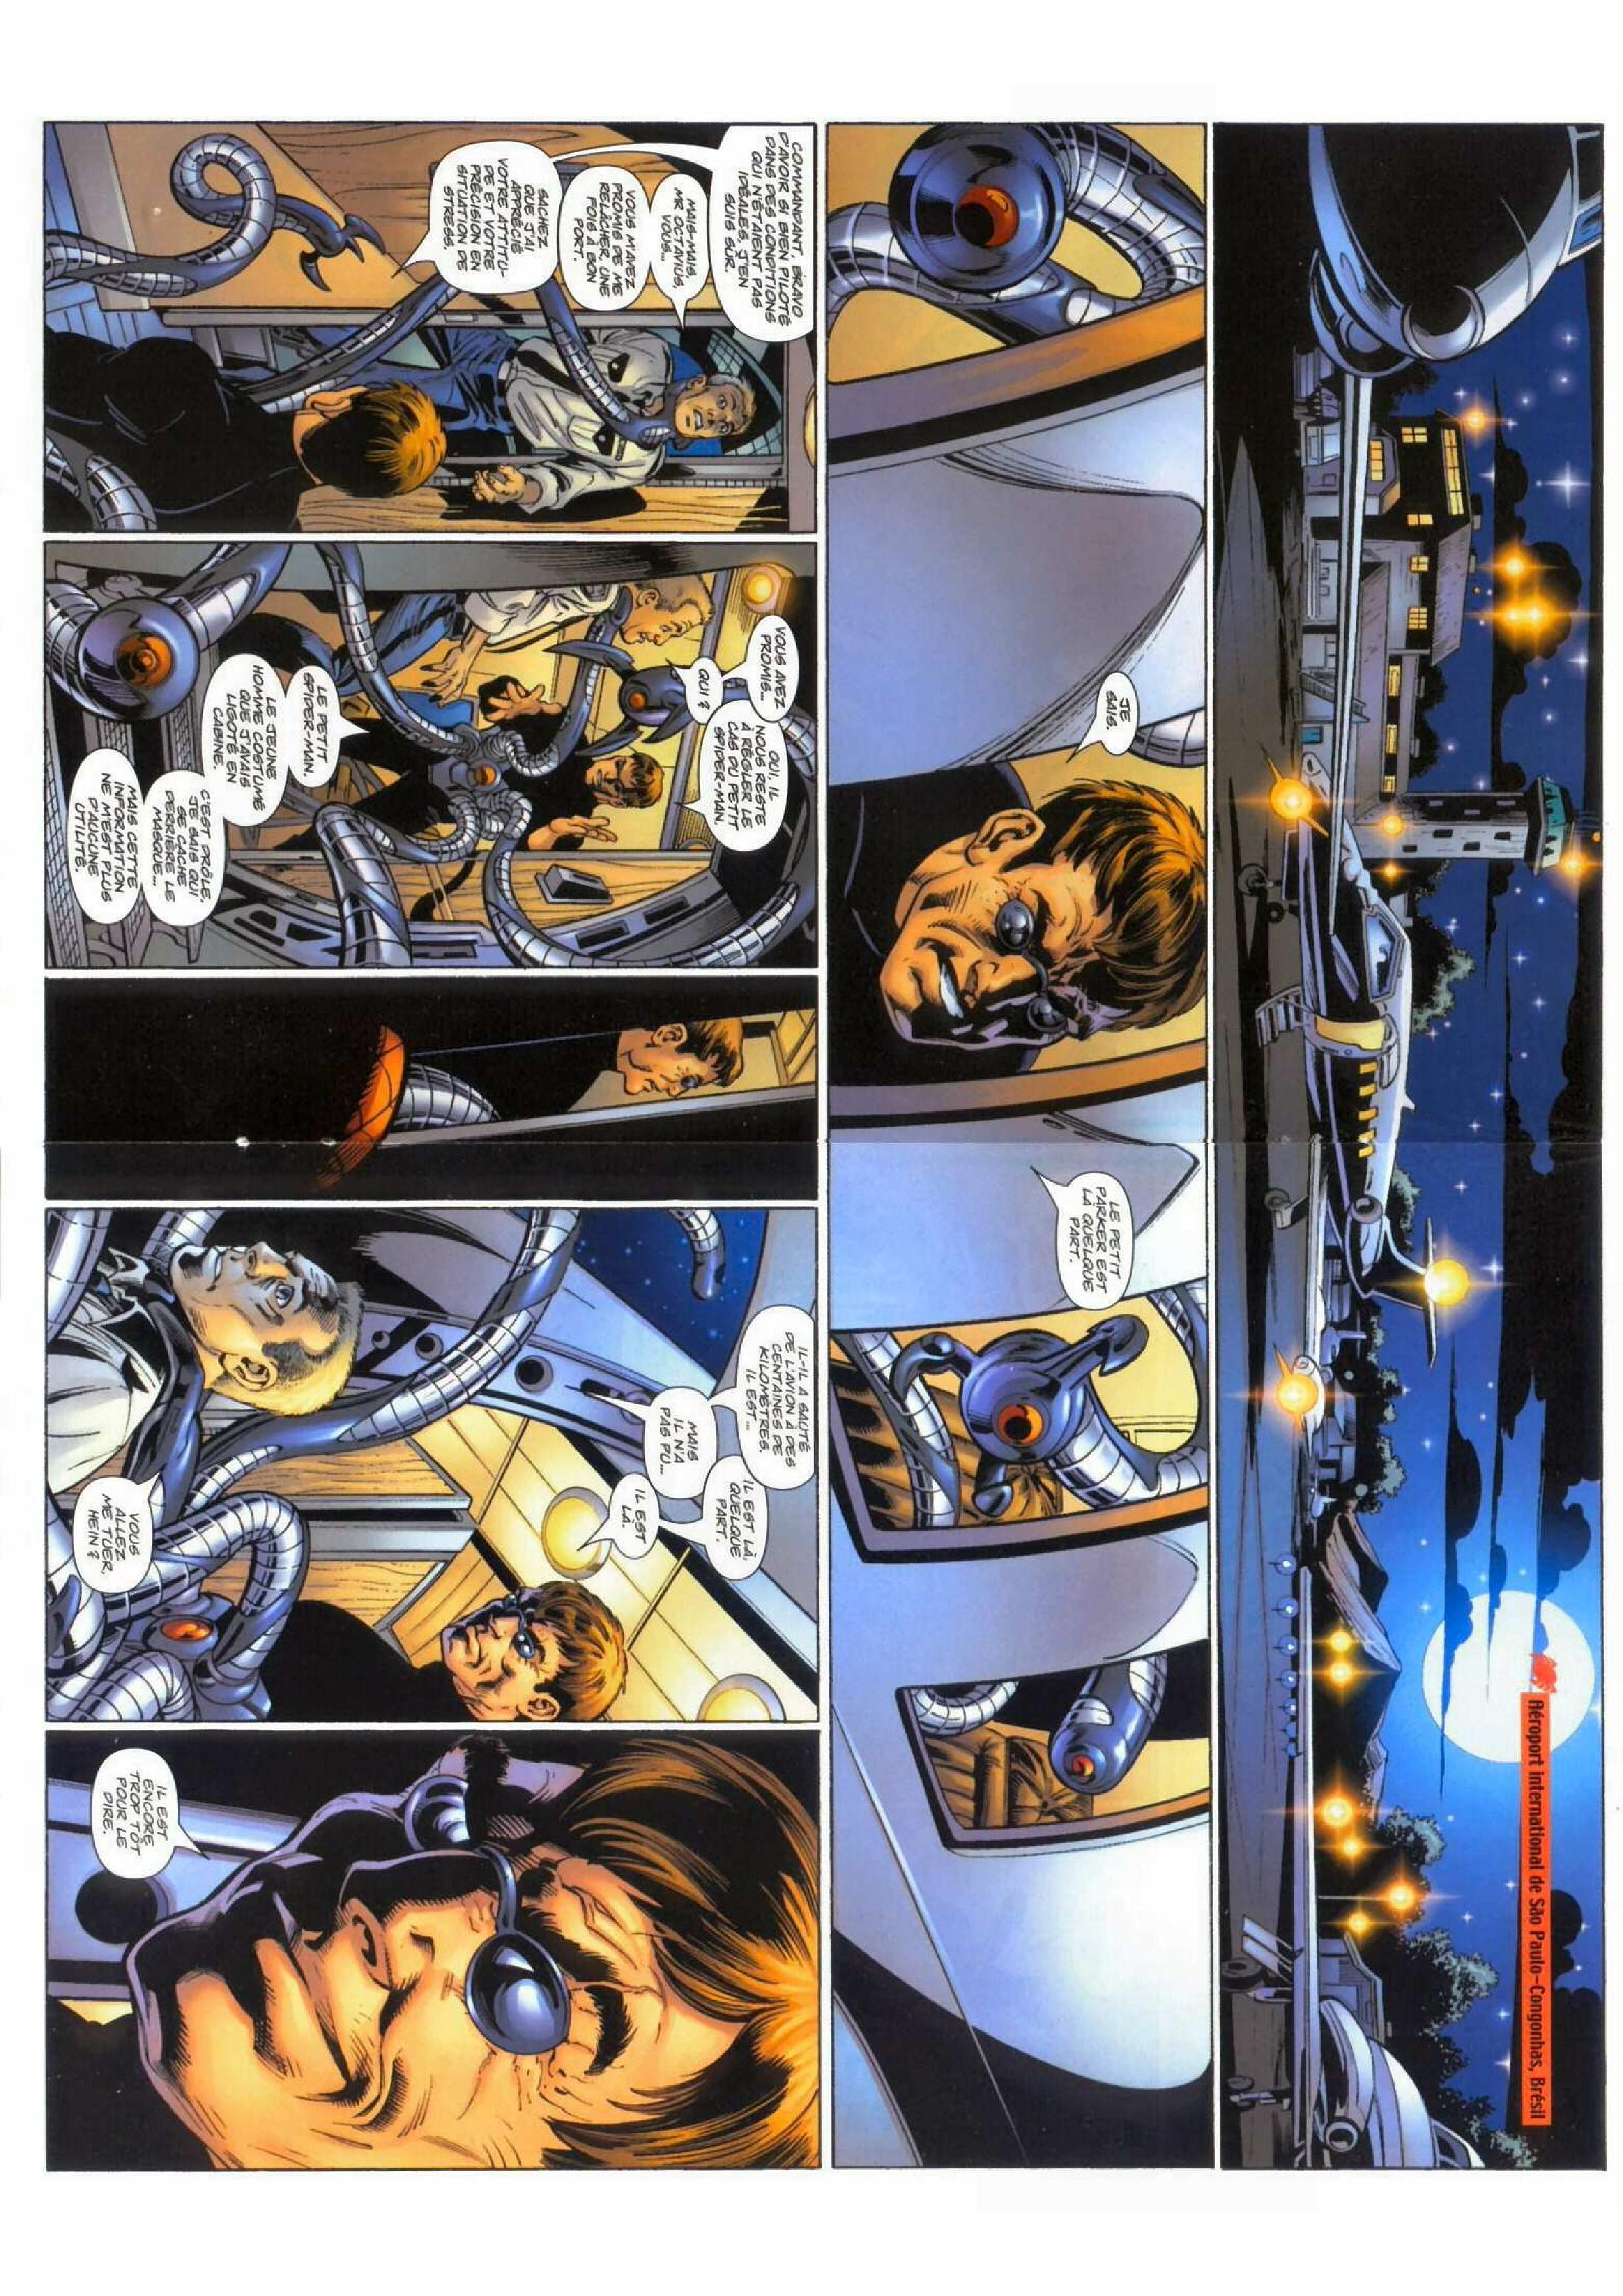 Aéroport international de São Paulo-Congonhas, Brésil
JE
SAIS.
LE PETIT
PARKER EST
LÀ QUELQUE
PART.
COMMANDANT, BRAVO
D'AVOIR SI BIEN PILOTÉ
DANS DES CONDITIONS
QUI N'ÉTAIENT PAS
IDÉALES, J'EN
SUIS SUR.
MAIS-MAIS,
MR OCTAVIUS,
VOUS...
VOUS M'AVEZ
PROMIS DE ME
RELÂCHER, UNE
FOIS À BON
PORT.
SACHEZ
QUE J'AI
APPRÉCIÉ
VOTRE ATTITU-
DE ET VOTRE
PRÉCISION EN
SITUATION DE
STRESS.
VOUS AVEZ
PROMIS...
OUI, IL
NOUS RESTE
À RÉGLER LE
CAS DU PETIT
SPIDER-MAN.
QUI ?
LE PETIT
SPIDER-MAN.
LE JEUNE
HOMME COSTUMÉ
QUE J'AVAIS
LIGOTÉ EN
CABINE.
C'EST DRÔLE,
JE SAIS QUI
SE CACHE
DERRIÈRE LE
MASQUE...
MAIS CETTE
INFORMATION
NE M'EST PLUS
D'AUCUNE
UTILITÉ.
IL-IL A SAUTÉ
DE L'AVION À DES
CENTAINES DE
KILOMÈTRES.
IL EST...
IL EST LÀ,
QUELQUE
PART.
MAIS
IL N'A
PAS PU...
IL EST
LÀ.
VOUS
ALLEZ
ME TUER,
HEIN ?
IL EST
ENCORE
TROP TÔT
POUR LE
DIRE.